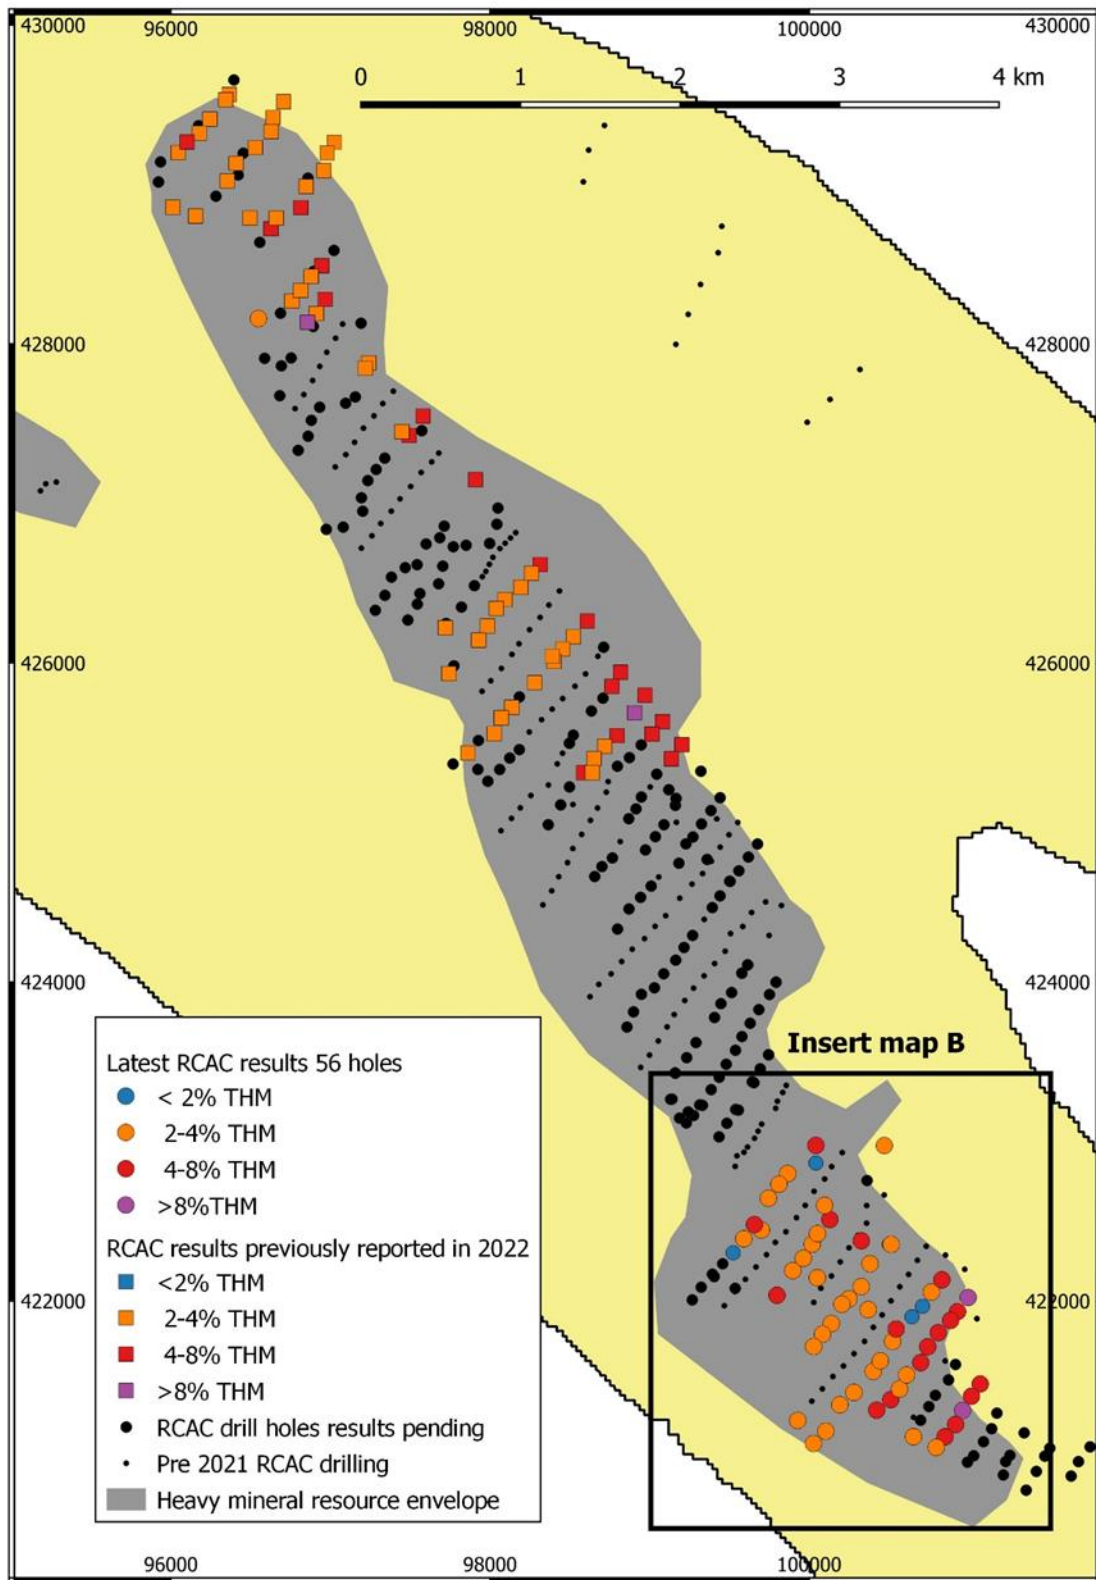 430000 96000 98000 100000 430000
0 1 2 3 4 km
428000 428000
426000 426000
424000 424000
Insert map B
Latest RCAC results 56 holes
< 2% THM
2-4% THM
4-8% THM
>8%THM
RCAC results previously reported in 2022
<2% THM
2-4% THM
4-8% THM
>8% THM
RCAC drill holes results pending
Pre 2021 RCAC drilling
Heavy mineral resource envelope
422000 422000
96000 98000 100000